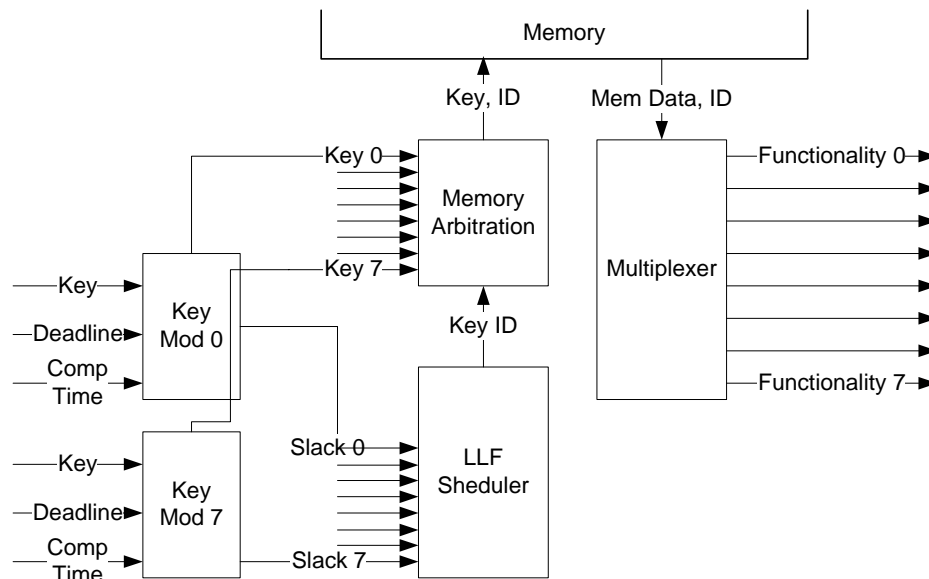 Memory
Key, ID
Mem Data, ID
Key 0
Functionality 0
Memory
Arbitration
Key 7
Multiplexer
Key
Key
Mod 0
Deadline
Key ID
Comp
Time
Functionality 7
Key
Slack 0
LLF
Sheduler
Key
Mod 7
Deadline
Comp
Time
Slack 7